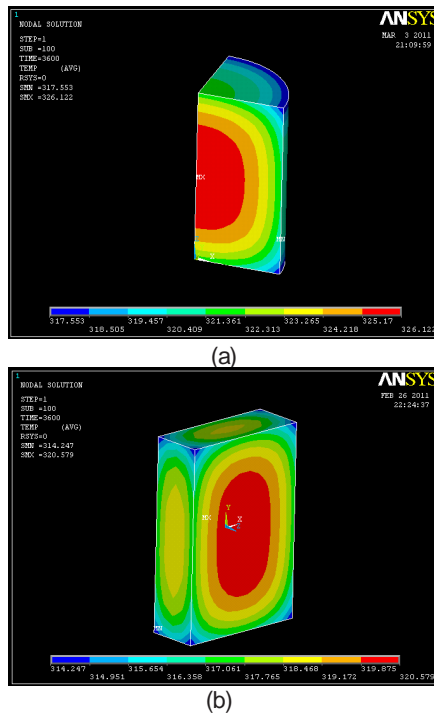 1
NODAL SOLUTION
STEP=1
SUB =100
TIME=3600
TEMP (AVG)
RSYS=0
SMN =317.553
SMX =326.122
ANSYS
MAR 3 2011
21:09:59
MX
MN
Z
X
317.553 319.457 321.361 323.265 325.17
318.505 320.409 322.313 324.218 326.122
(a)
1
NODAL SOLUTION
STEP=1
SUB =100
TIME=3600
TEMP (AVG)
RSYS=0
SMN =314.247
SMX =320.579
ANSYS
FEB 26 2011
22:24:37
Y
MX
X
MN
314.247 315.654 317.061 318.468 319.875
314.951 316.358 317.765 319.172 320.579
(b)